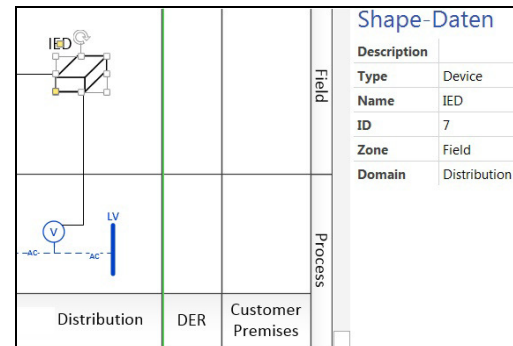 IED
Field
V
LV
AC
AC
Process
Distribution
DER
Customer
Premises
Shape-Daten
Description
Type Device
Name IED
ID 7
Zone Field
Domain Distribution